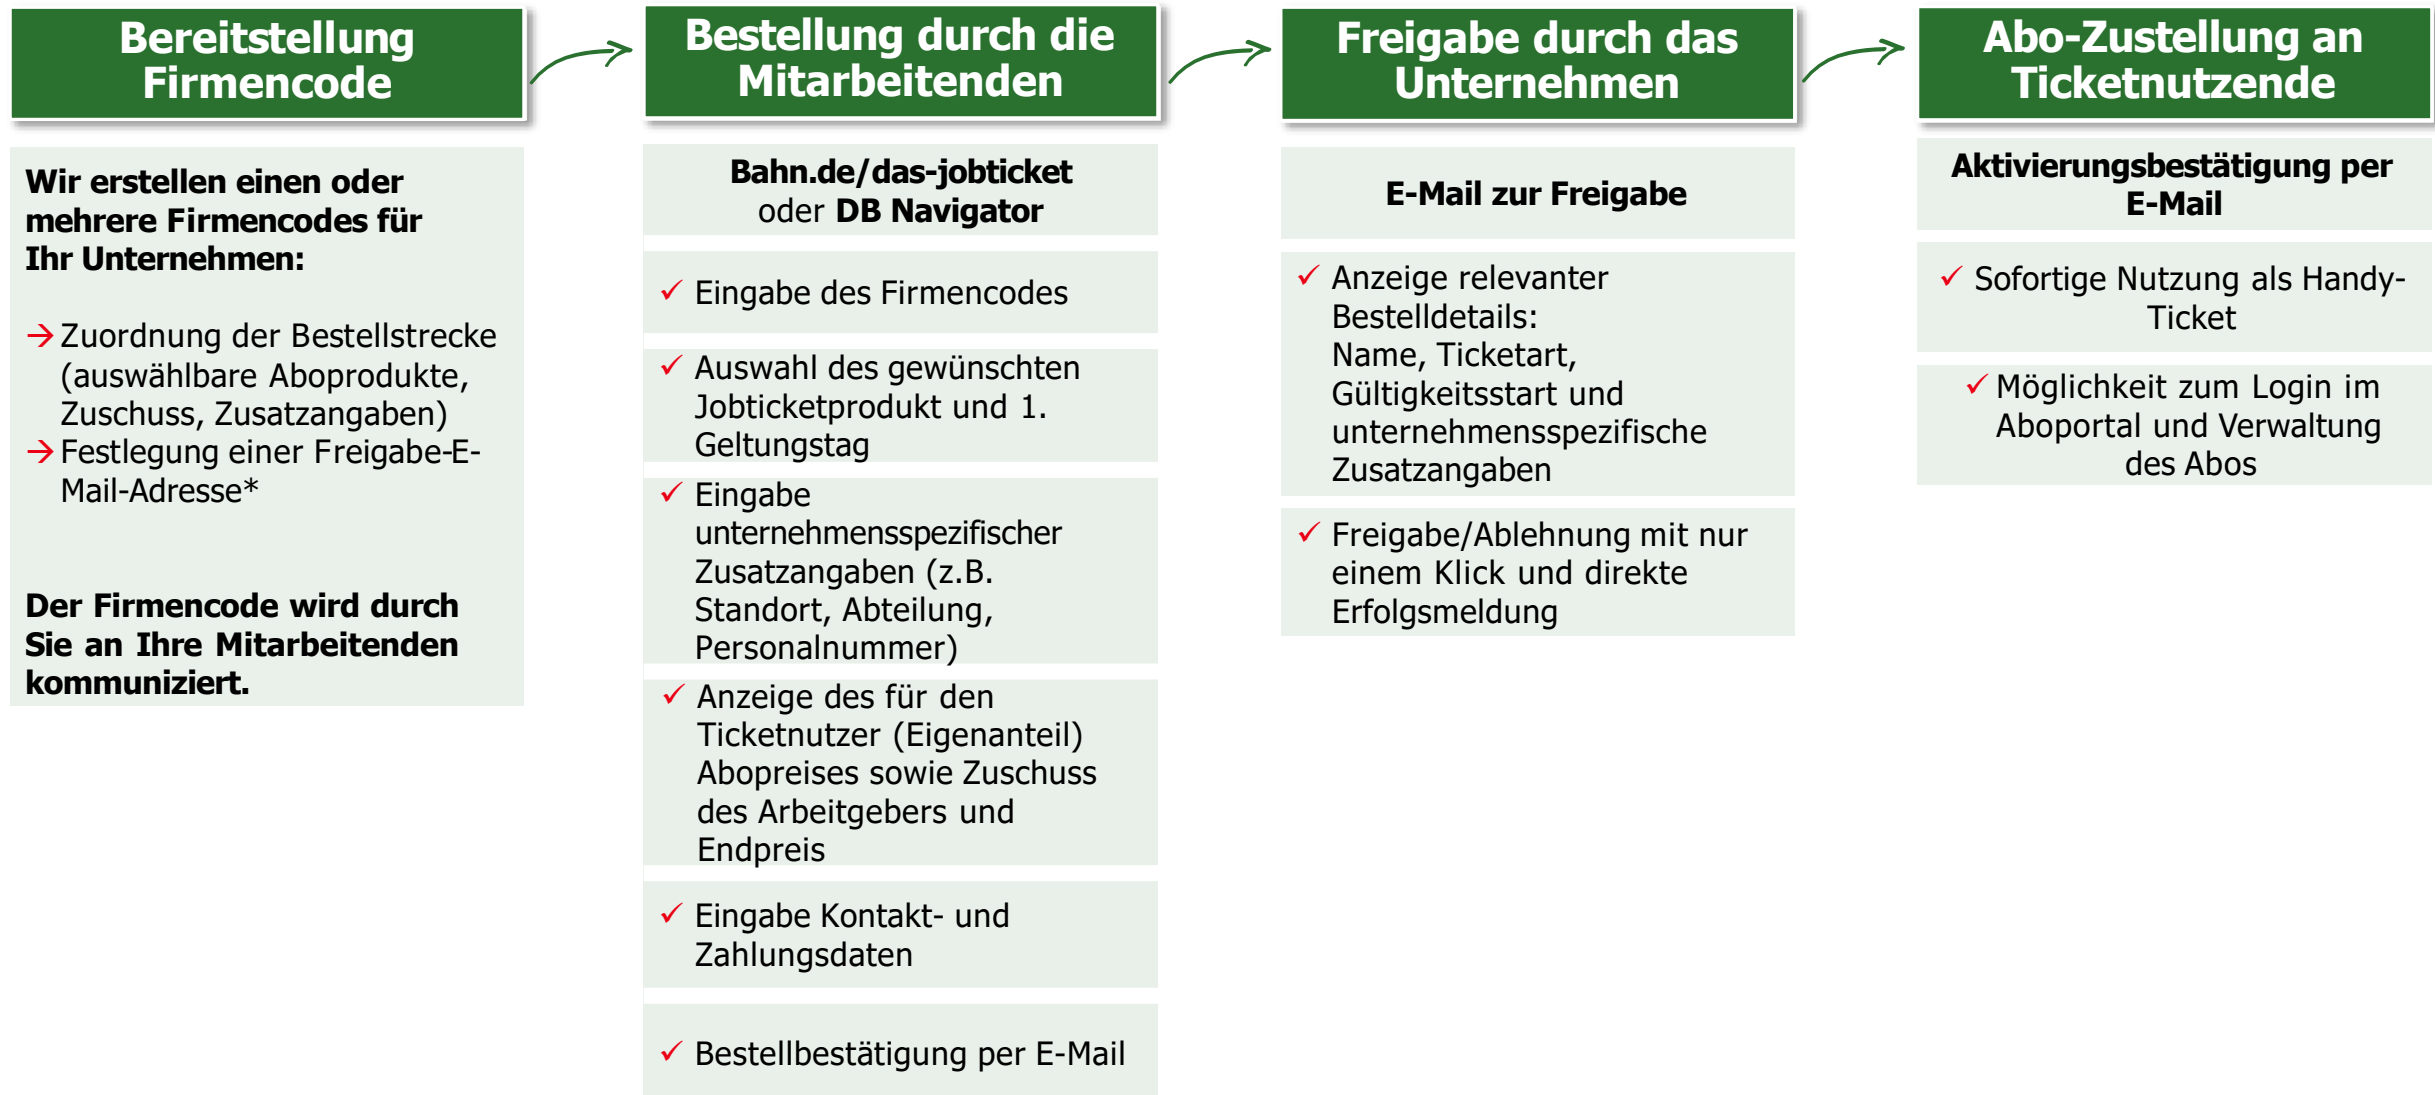 Bereitstellung
Firmencode
Wir erstellen einen oder
mehrere Firmencodes für
Ihr Unternehmen:
→ Zuordnung der Bestellstrecke
(auswählbare Aboprodukte,
Zuschuss, Zusatzangaben)
→ Festlegung einer Freigabe-E-
Mail-Adresse*
Der Firmencode wird durch
Sie an Ihre Mitarbeitenden
kommuniziert.
Bestellung durch die
Mitarbeitenden
Bahn.de/das-jobticket
oder DB Navigator
✓ Eingabe des Firmencodes
✓ Auswahl des gewünschten
Jobticketprodukt und 1.
Geltungstag
✓ Eingabe
unternehmensspezifischer
Zusatzangaben (z.B.
Standort, Abteilung,
Personalnummer)
✓ Anzeige des für den
Ticketnutzer (Eigenanteil)
Abopreises sowie Zuschuss
des Arbeitgebers und
Endpreis
✓ Eingabe Kontakt- und
Zahlungsdaten
✓ Bestellbestätigung per E-Mail
Freigabe durch das
Unternehmen
E-Mail zur Freigabe
✓ Anzeige relevanter
Bestelldetails:
Name, Ticketart,
Gültigkeitsstart und
unternehmensspezifische
Zusatzangaben
✓ Freigabe/Ablehnung mit nur
einem Klick und direkte
Erfolgsmeldung
Abo-Zustellung an
Ticketnutzende
Aktivierungsbestätigung per
E-Mail
✓ Sofortige Nutzung als Handy-
Ticket
✓ Möglichkeit zum Login im
Aboportal und Verwaltung
des Abos